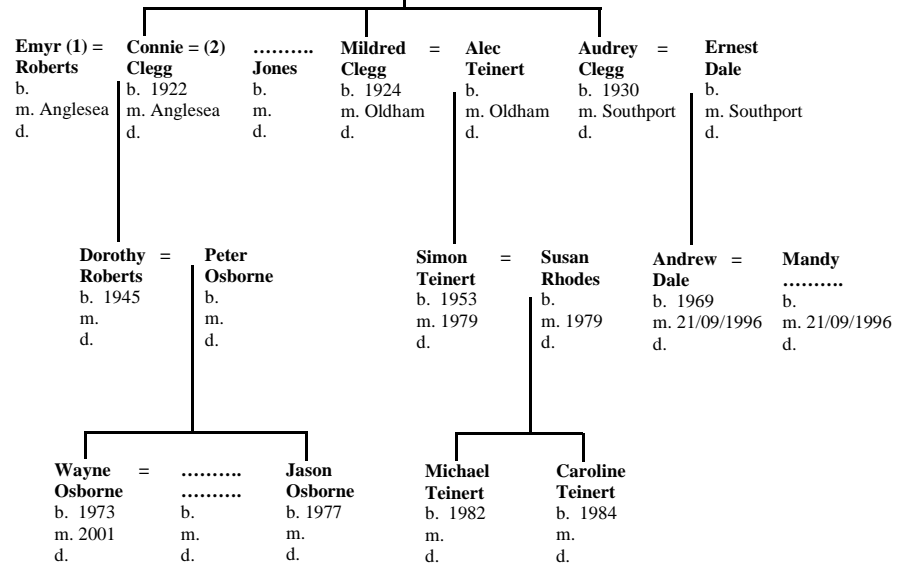 Emyr (1) = Connie = (2) .......... Mildred = Alec Audrey = Ernest
Roberts Clegg Jones Clegg Teinert Clegg Dale
b. b. 1922 b. b. 1924 b. b. 1930 b.
m. Anglesea m. Anglesea m. m. Oldham m. Oldham m. Southport m. Southport
d. d. d. d. d. d. d.
Dorothy = Peter Simon = Susan Andrew = Mandy
Roberts Osborne Teinert Rhodes Dale ..........
b. 1945 b. b. 1953 b. b. 1969 b.
m. m. m. 1979 m. 1979 m. 21/09/1996 m. 21/09/1996
d. d. d. d. d. d.
Wayne = .......... Jason Michael Caroline
Osborne .......... Osborne Teinert Teinert
b. 1973 b. b. 1977 b. 1982 b. 1984
m. 2001 m. m. m. m.
d. d. d. d. d.